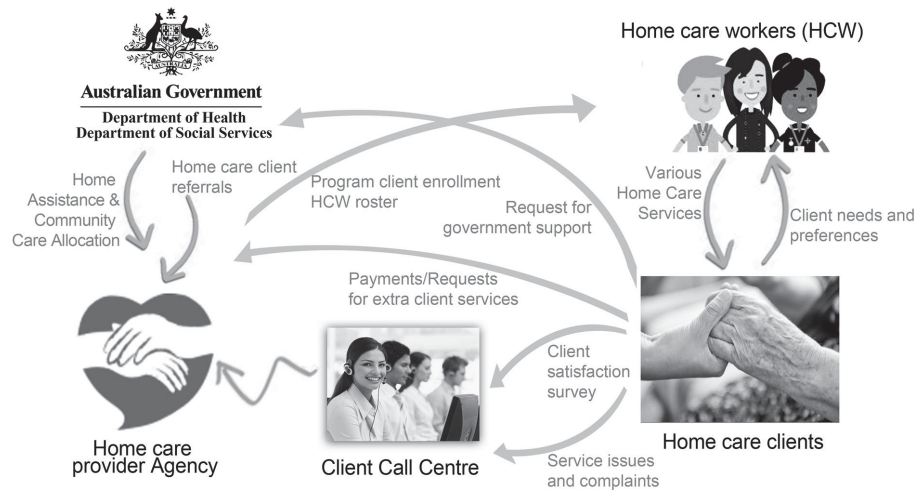 Home care workers (HCW)
AUSTRALIA
Australian Government
Department of Health
Department of Social Services
Home
Assistance &
Community
Care Allocation
Home care client
referrals
Program client enrollment
HCW roster
Request for
government support
Various
Home Care
Services
Client needs and
preferences
Payments/Requests
for extra client services
Client
satisfaction
survey
Home care
provider Agency
Client Call Centre
Home care clients
Service issues
and complaints